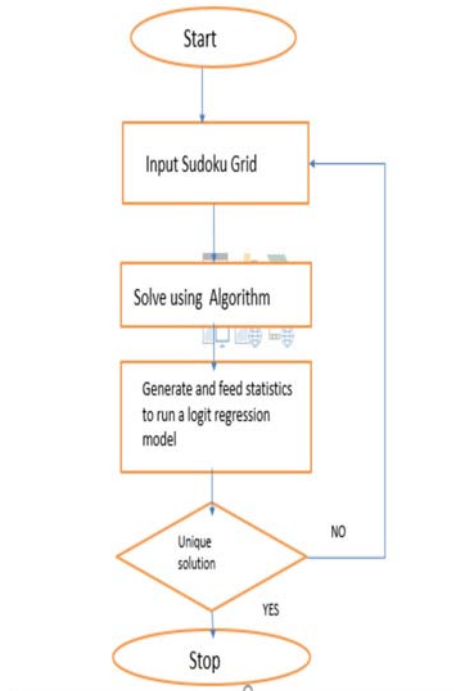 Start
Input Sudoku Grid
Solve using Algorithm
Generate and feed statistics
to run a logit regression
model
Unique
solution
NO
YES
Stop